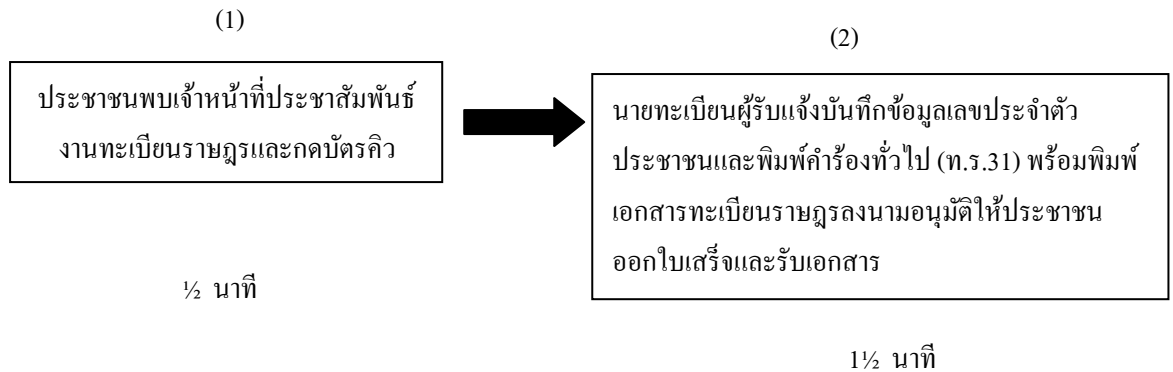 (1)
ประชาชนพบเจ้าหน้าที่ประชาสัมพันธ์
งานทะเบียนราษฎรและกดบัตรคิว
½ นาที
(2)
นายทะเบียนผู้รับแจ้งบันทึกข้อมูลเลขประจำตัว
ประชาชนและพิมพ์คำร้องทั่วไป (ท.ร.31) พร้อมพิมพ์
เอกสารทะเบียนราษฎรลงนามอนุมัติให้ประชาชน
ออกใบเสร็จและรับเอกสาร
1½ นาที